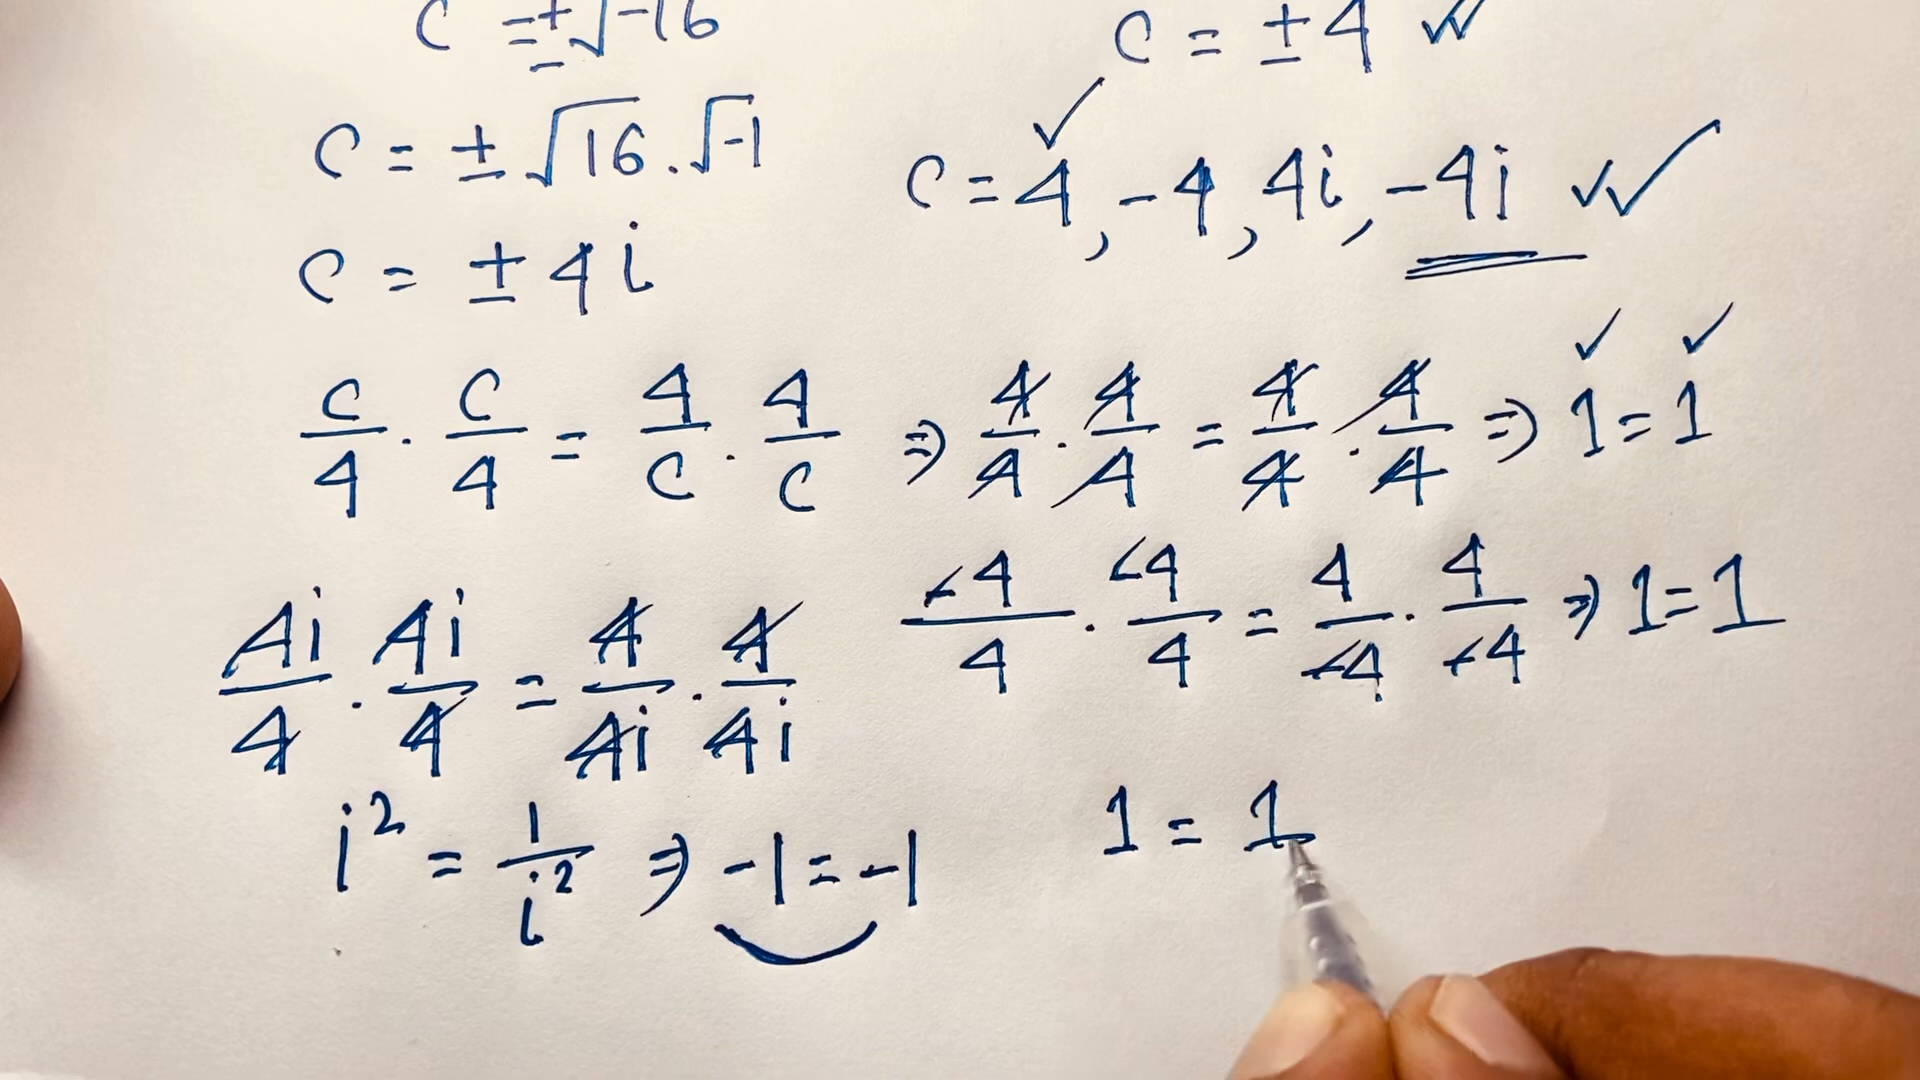 c = ±√-16
c = ±4 ✓✓
c = ±√16.√-1
c = 4, -4, 4i, -4i ✓✓
c = ±4i
c/4 . c/4 = 4/c . 4/c ⇒ 4/4 . 4/4 = 4/4 . 4/4 ⇒ 1 = 1
-4/4 . -4/4 = 4/-4 . 4/-4 ⇒ 1 = 1
4i/4 . 4i/4 = 4/4i . 4/4i
i² = 1/i² ⇒ -1 = -1
1 = 1